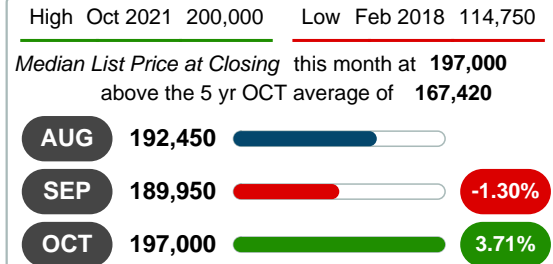 High Oct 2021 200,000 Low Feb 2018 114,750
Median List Price at Closing this month at 197,000
above the 5 yr OCT average of 167,420
AUG 192,450
SEP 189,950 -1.30%
OCT 197,000 3.71%